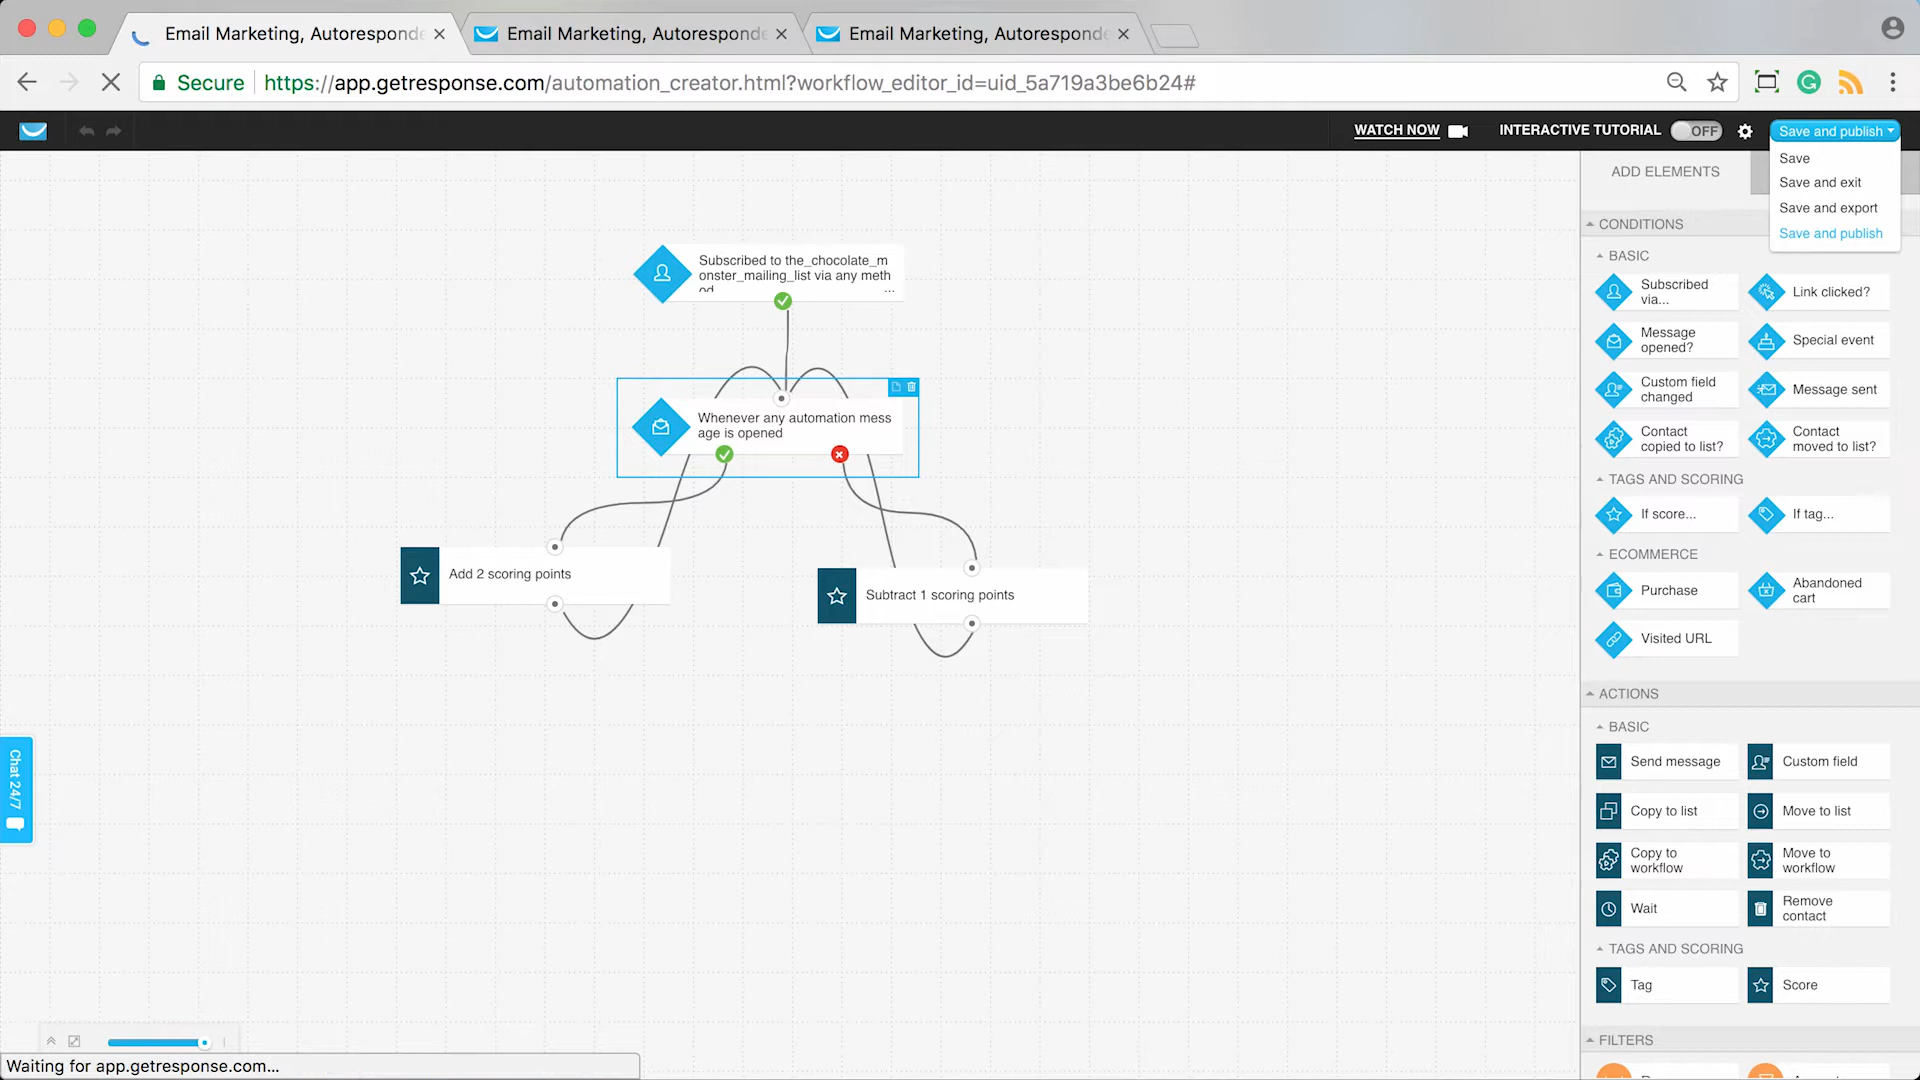 Email Marketing, Autoresponde
Email Marketing, Autoresponde
Email Marketing, Autoresponde
Secure
https://app.getresponse.com/automation_creator.html?workflow_editor_id=uid_5a719a3be6b24#
WATCH NOW
INTERACTIVE TUTORIAL
OFF
Save and publish
Save
Save and exit
Save and export
Save and publish
ADD ELEMENTS
CONDITIONS
BASIC
Subscribed
via...
Link clicked?
Message
opened?
Special event
Custom field
changed
Message sent
Contact
copied to list?
Contact
moved to list?
TAGS AND SCORING
If score...
If tag...
ECOMMERCE
Purchase
Abandoned
cart
Visited URL
ACTIONS
BASIC
Send message
Custom field
Copy to list
Move to list
Copy to
workflow
Move to
workflow
Wait
Remove
contact
TAGS AND SCORING
Tag
Score
FILTERS
Subscribed to the_chocolate_m
onster_mailing_list via any meth
od
...
Whenever any automation mess
age is opened
Add 2 scoring points
Subtract 1 scoring points
Chat 24/7
Waiting for app.getresponse.com...